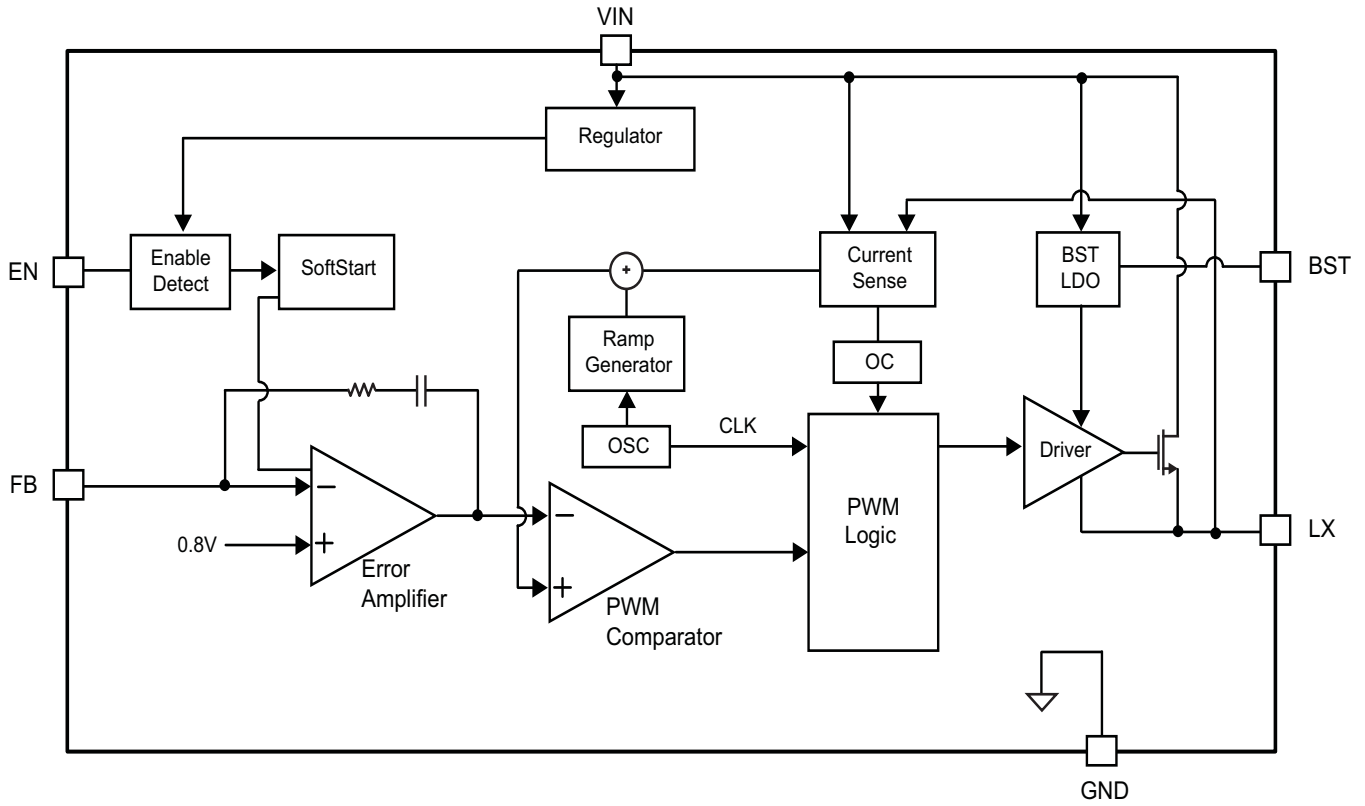 VIN
Regulator
EN
Enable
Detect
SoftStart
+
Current
Sense
BST
LDO
BST
Ramp
Generator
OC
OSC
CLK
Driver
FB
−
0.8V
+
Error
Amplifier
−
+
PWM
Comparator
PWM
Logic
LX
GND